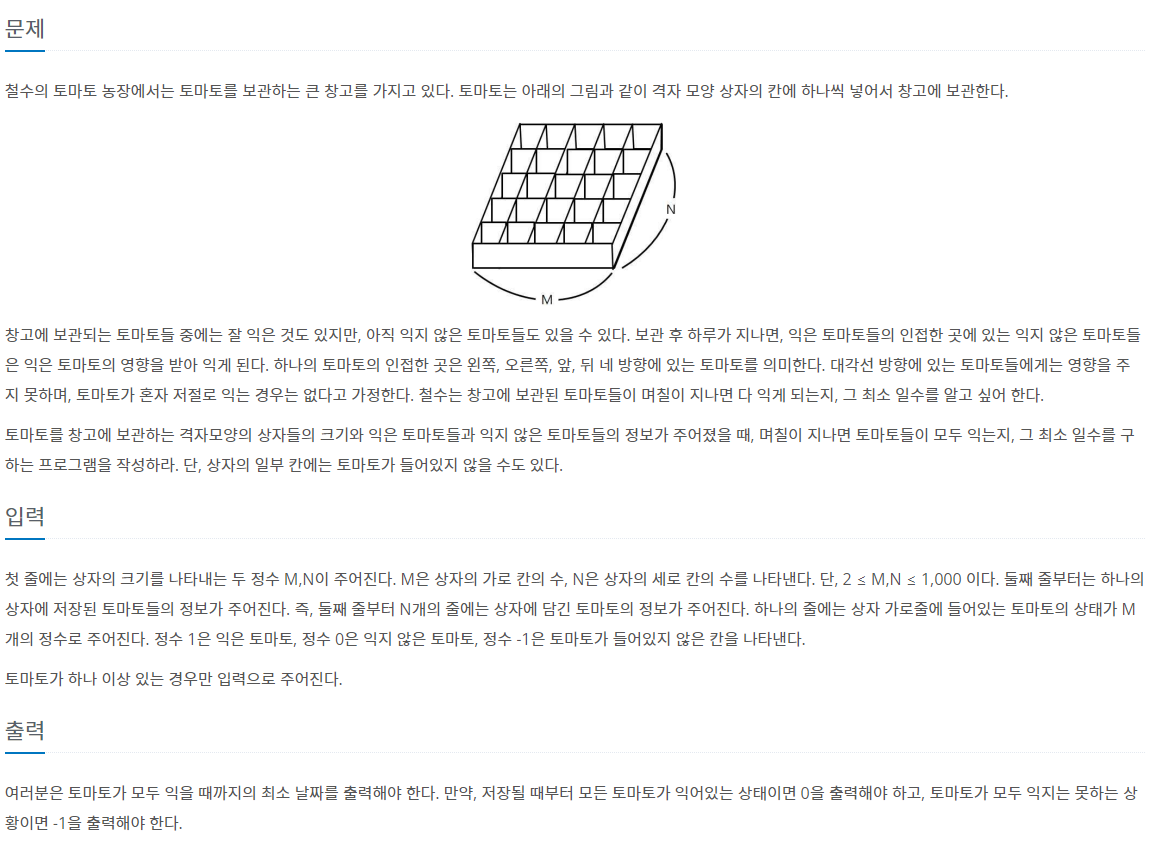 문제
철수의 토마토 농장에서는 토마토를 보관하는 큰 창고를 가지고 있다. 토마토는 아래의 그림과 같이 격자 모양 상자의 칸에 하나씩 넣어서 창고에 보관한다.
N
M
창고에 보관되는 토마토들 중에는 잘 익은 것도 있지만, 아직 익지 않은 토마토들도 있을 수 있다. 보관 후 하루가 지나면, 익은 토마토들의 인접한 곳에 있는 익지 않은 토마토들
은 익은 토마토의 영향을 받아 익게 된다. 하나의 토마토의 인접한 곳은 왼쪽, 오른쪽, 앞, 뒤 네 방향에 있는 토마토를 의미한다. 대각선 방향에 있는 토마토들에게는 영향을 주
지 못하며, 토마토가 혼자 저절로 익는 경우는 없다고 가정한다. 철수는 창고에 보관된 토마토들이 며칠이 지나면 다 익게 되는지, 그 최소 일수를 알고 싶어 한다.
토마토를 창고에 보관하는 격자모양의 상자들의 크기와 익은 토마토들과 익지 않은 토마토들의 정보가 주어졌을 때, 며칠이 지나면 토마토들이 모두 익는지, 그 최소 일수를 구
하는 프로그램을 작성하라. 단, 상자의 일부 칸에는 토마토가 들어있지 않을 수도 있다.
입력
첫 줄에는 상자의 크기를 나타내는 두 정수 M,N이 주어진다. M은 상자의 가로 칸의 수, N은 상자의 세로 칸의 수를 나타낸다. 단, 2 ≤ M,N ≤ 1,000 이다. 둘째 줄부터는 하나의
상자에 저장된 토마토들의 정보가 주어진다. 즉, 둘째 줄부터 N개의 줄에는 상자에 담긴 토마토의 정보가 주어진다. 하나의 줄에는 상자 가로줄에 들어있는 토마토의 상태가 M
개의 정수로 주어진다. 정수 1은 익은 토마토, 정수 0은 익지 않은 토마토, 정수 -1은 토마토가 들어있지 않은 칸을 나타낸다.
토마토가 하나 이상 있는 경우만 입력으로 주어진다.
출력
여러분은 토마토가 모두 익을 때까지의 최소 날짜를 출력해야 한다. 만약, 저장될 때부터 모든 토마토가 익어있는 상태이면 0을 출력해야 하고, 토마토가 모두 익지는 못하는 상
황이면 -1을 출력해야 한다.